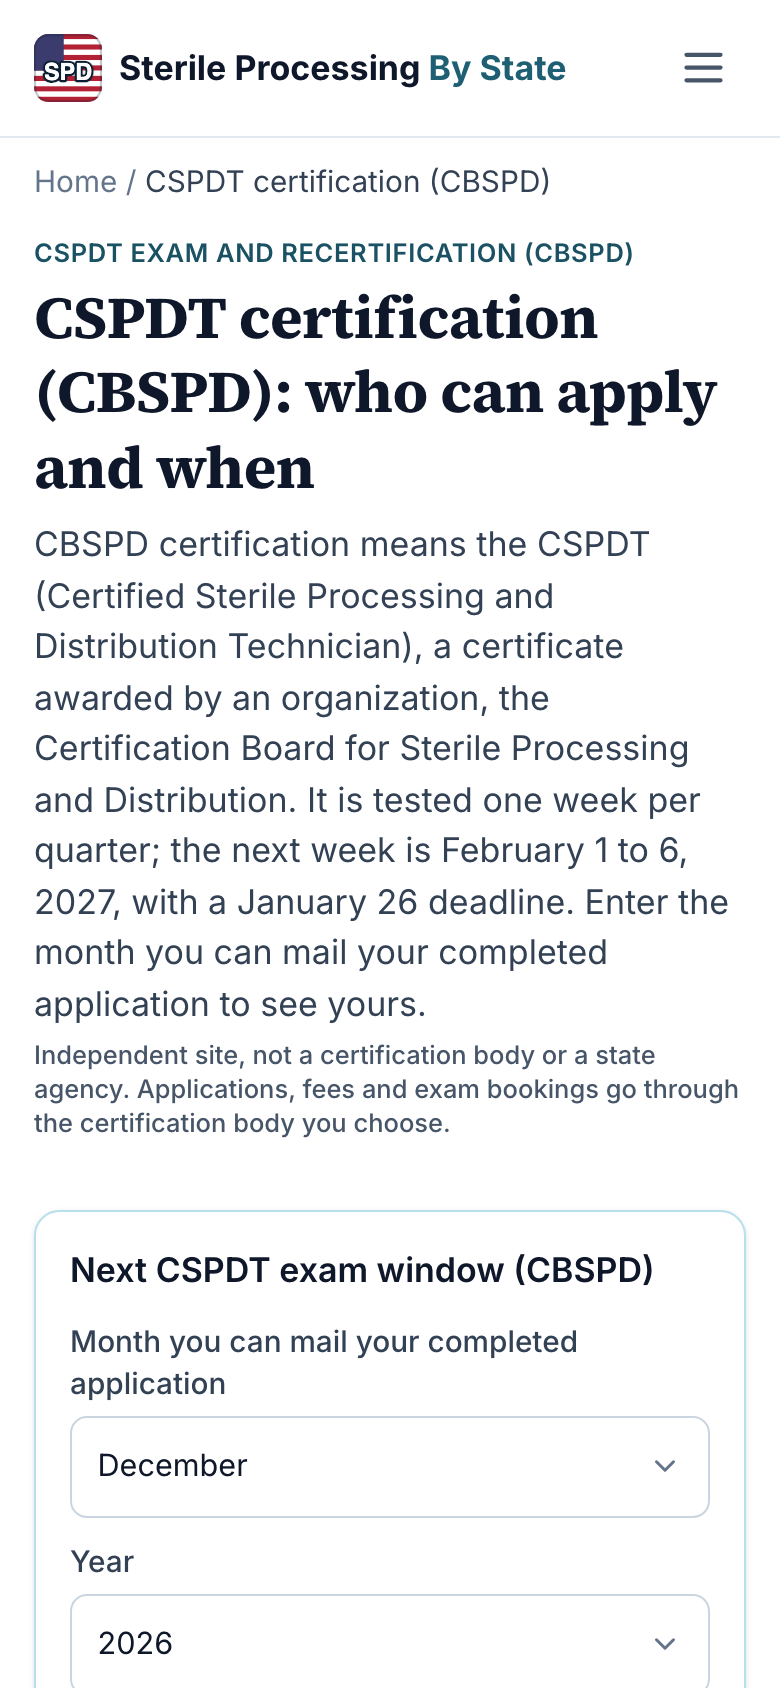 SPD
Sterile Processing By State
Home / CSPDT certification (CBSPD)
CSPDT EXAM AND RECERTIFICATION (CBSPD)
CSPDT certification
(CBSPD): who can apply
and when
CBSPD certification means the CSPDT
(Certified Sterile Processing and
Distribution Technician), a certificate
awarded by an organization, the
Certification Board for Sterile Processing
and Distribution. It is tested one week per
quarter; the next week is February 1 to 6,
2027, with a January 26 deadline. Enter the
month you can mail your completed
application to see yours.
Independent site, not a certification body or a state
agency. Applications, fees and exam bookings go through
the certification body you choose.
Next CSPDT exam window (CBSPD)
Month you can mail your completed
application
December
Year
2026